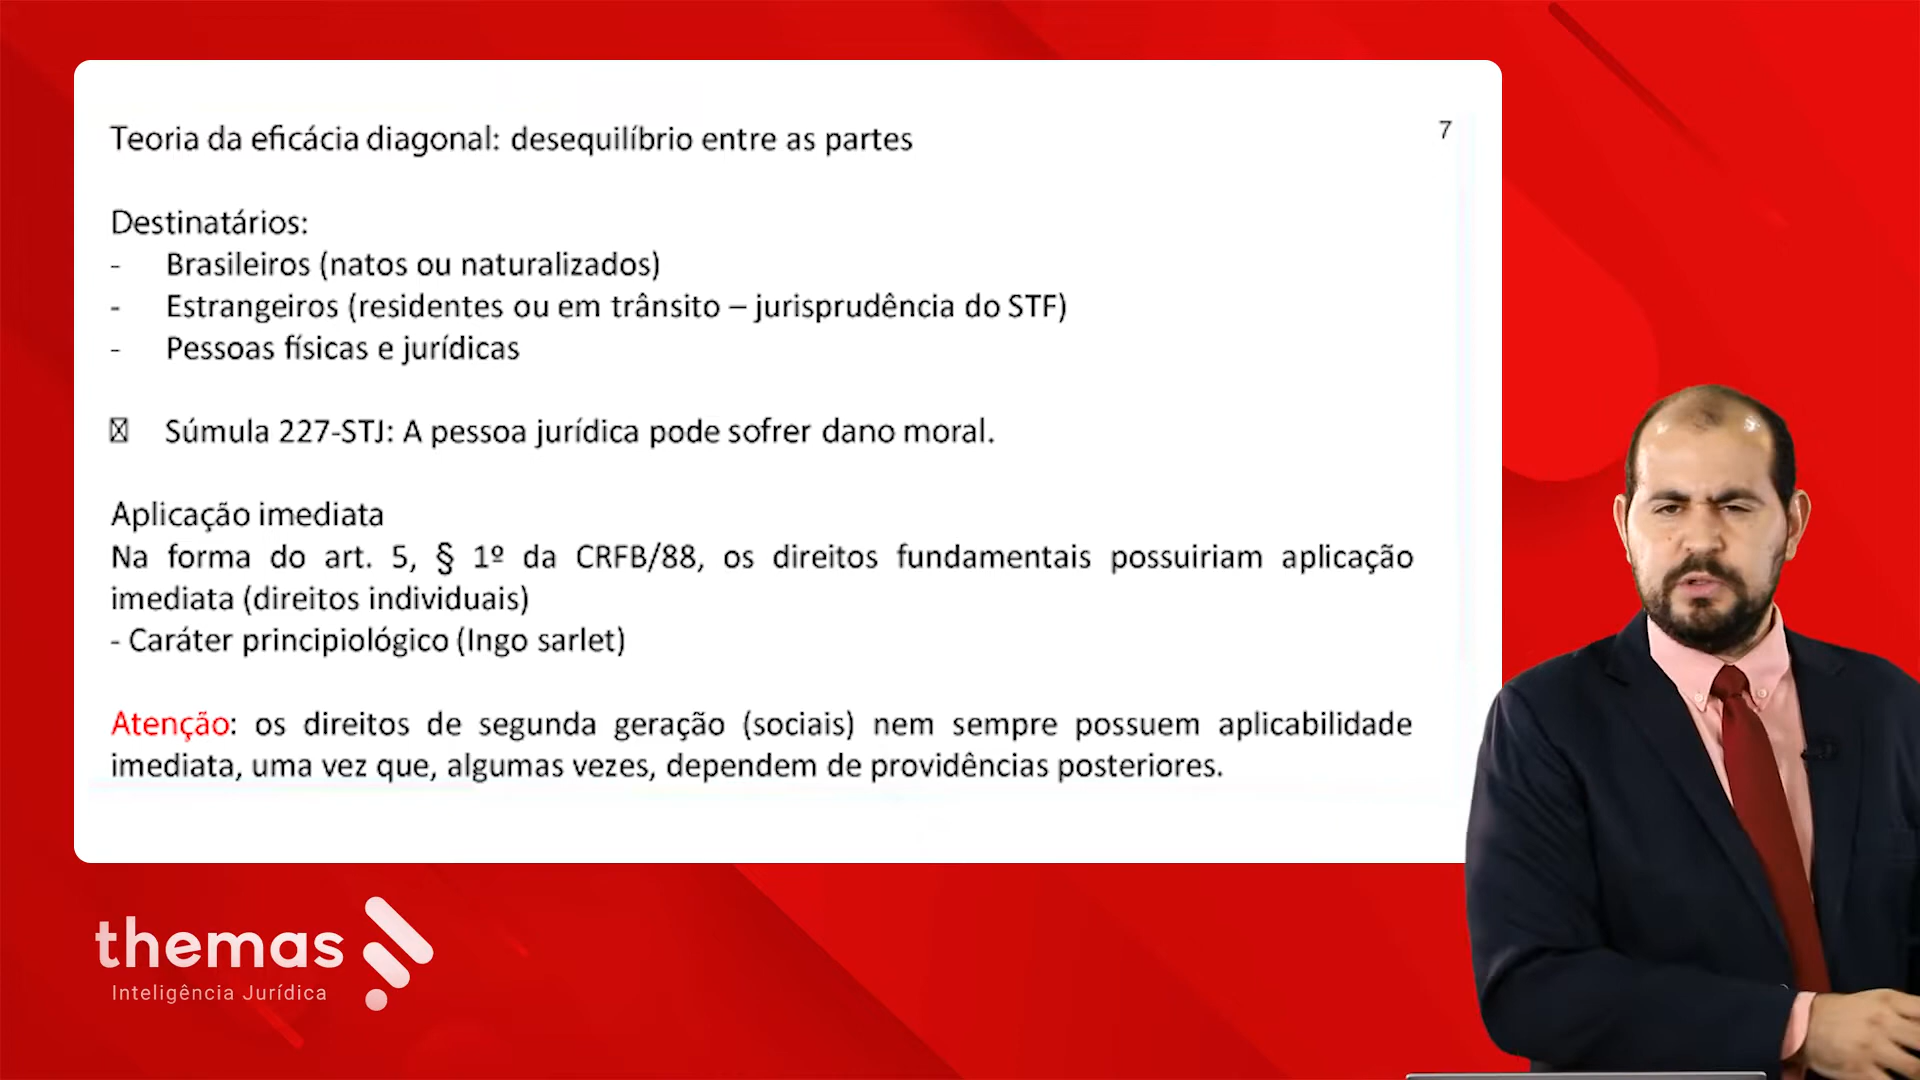 Teoria da eficácia diagonal: desequilíbrio entre as partes
7
Destinatários:
- Brasileiros (natos ou naturalizados)
- Estrangeiros (residentes ou em trânsito – jurisprudência do STF)
- Pessoas físicas e jurídicas
Súmula 227-STJ: A pessoa jurídica pode sofrer dano moral.
Aplicação imediata
Na forma do art. 5, § 1º da CRFB/88, os direitos fundamentais possuiriam aplicação
imediata (direitos individuais)
- Caráter principiológico (Ingo sarlet)
Atenção: os direitos de segunda geração (sociais) nem sempre possuem aplicabilidade
imediata, uma vez que, algumas vezes, dependem de providências posteriores.
themas
Inteligência Jurídica